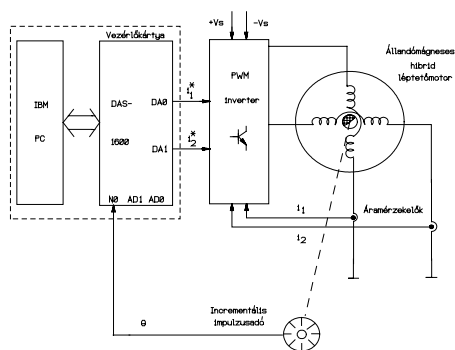 +Vs
-Vs
Vezérlőkártya
Állandómágneses
hibrid
léptetőmotor
IBM
PC
DAS-
1600
DA0
DA1
N0 AD1 AD0
i1*
i2*
PWM
inverter
i1
i2
Áramérzekelők
Incrementális
impulzusadó
θ